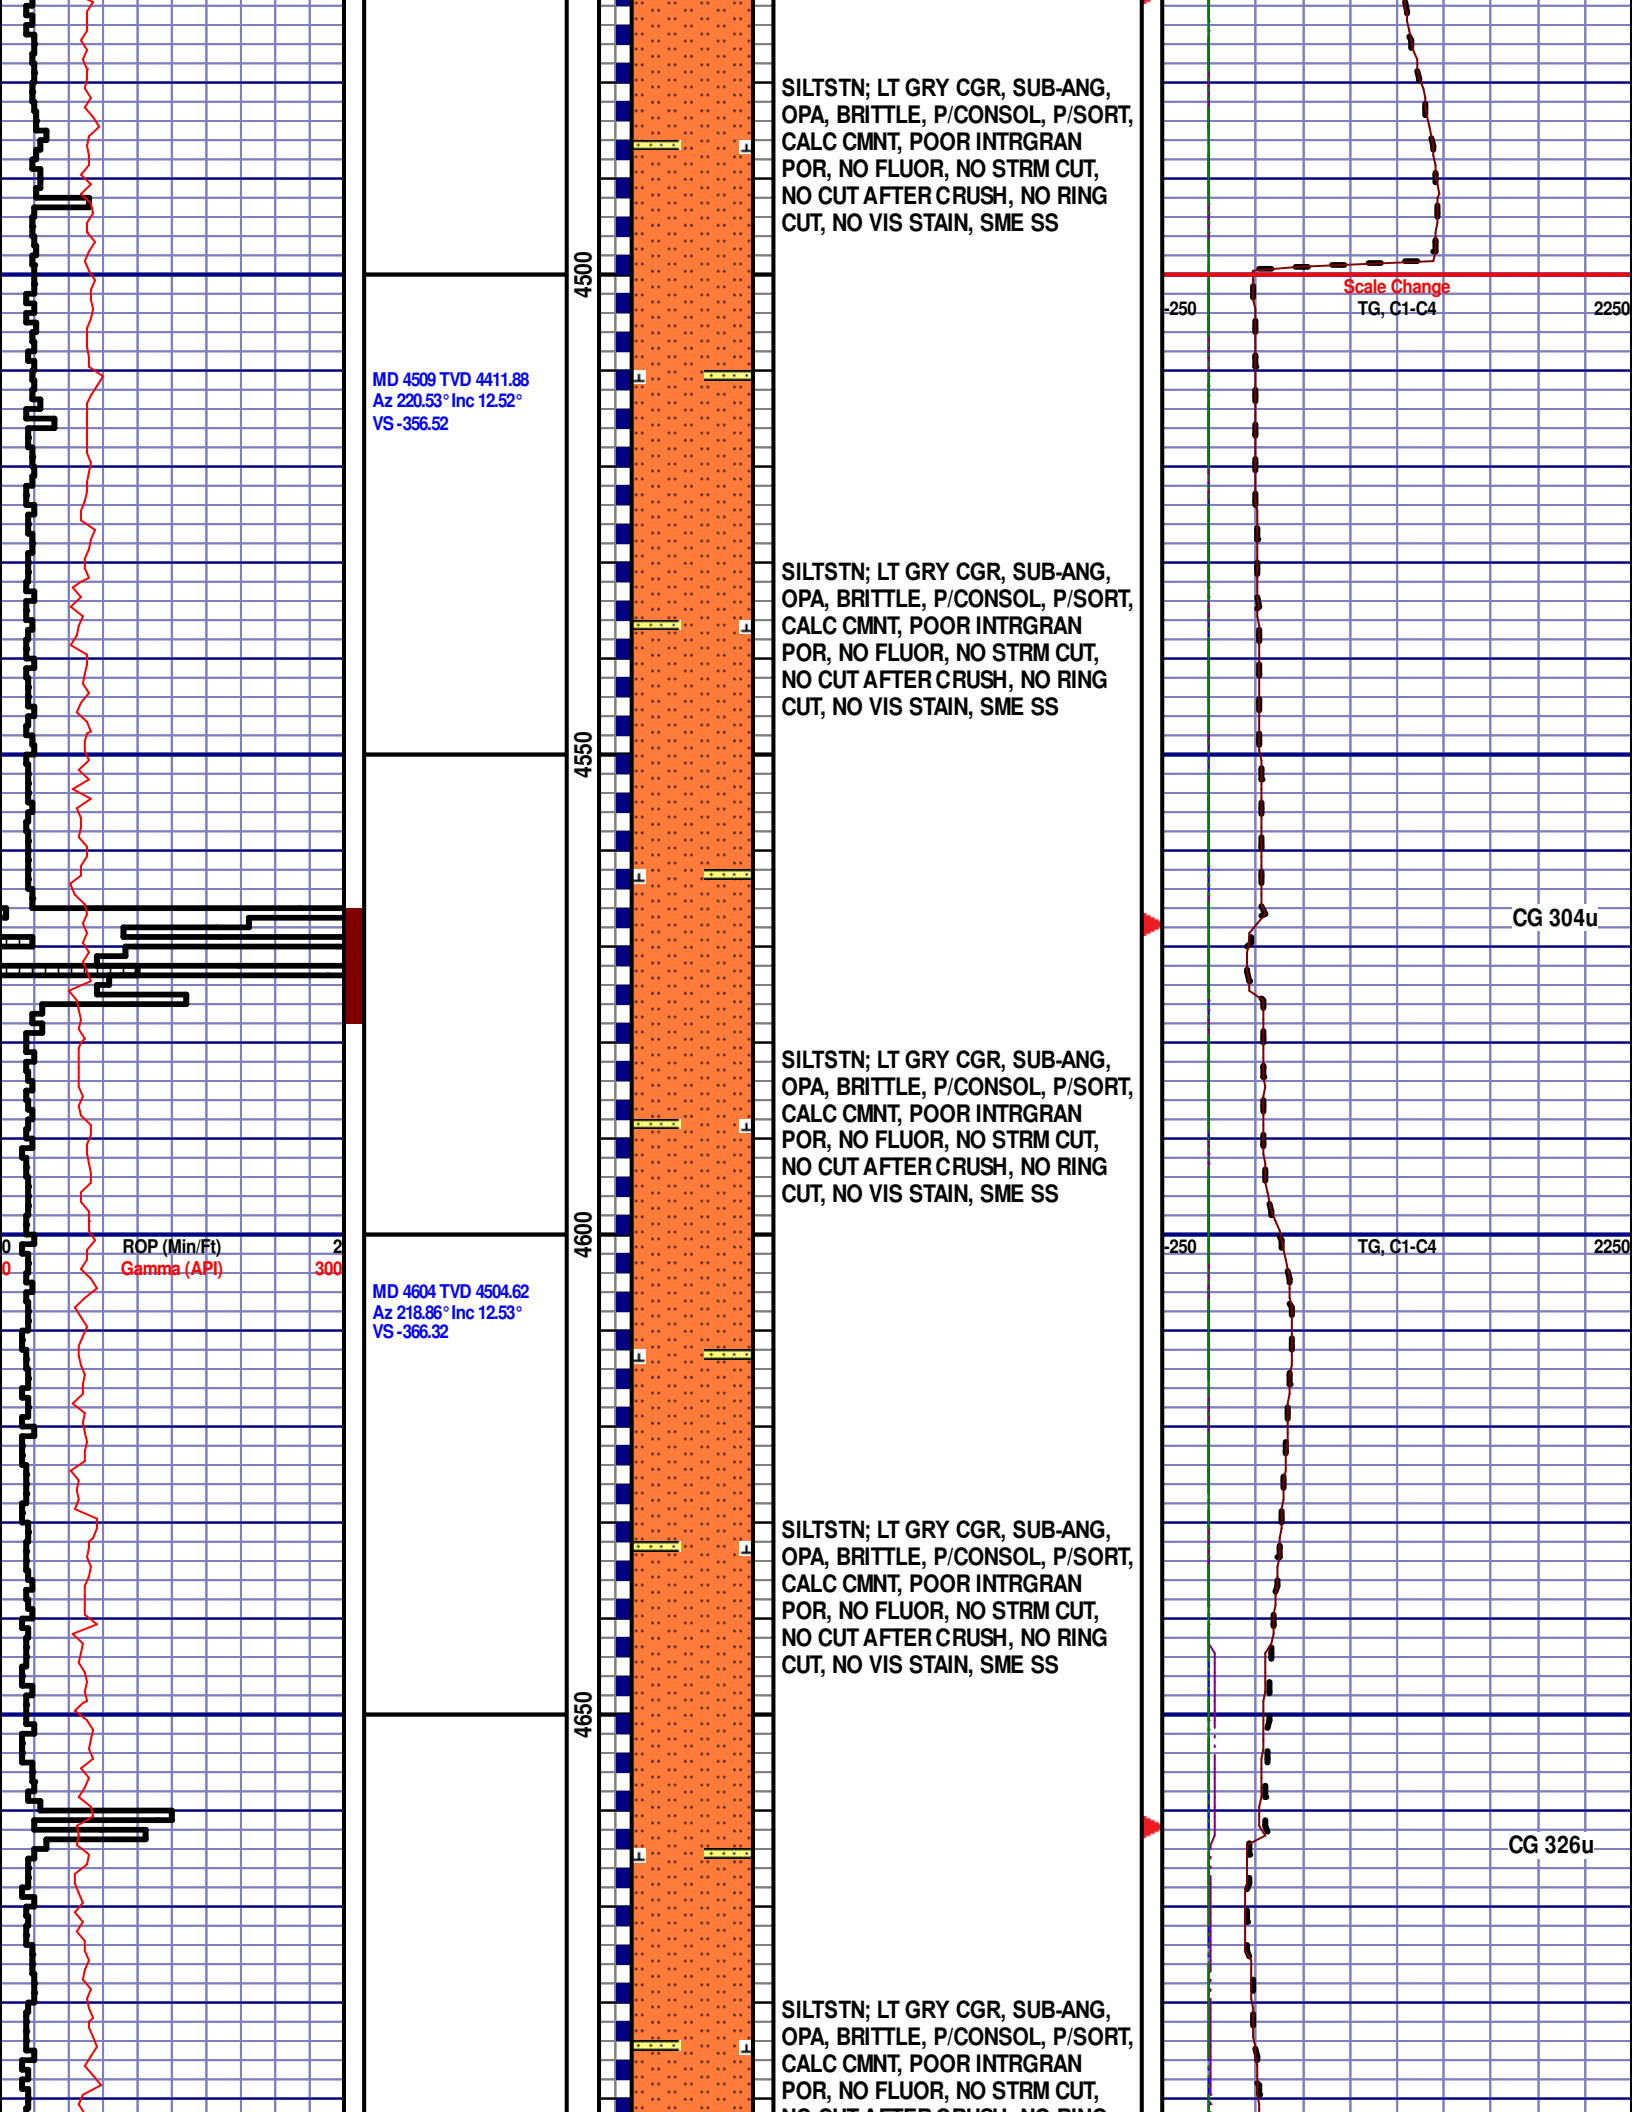 SILTSTN; LT GRY CGR, SUB-ANG,
OPA, BRITTLE, P/CONSOL, P/SORT,
CALC CMNT, POOR INTRGRAN
POR, NO FLUOR, NO STRM CUT,
NO CUT AFTER CRUSH, NO RING
CUT, NO VIS STAIN, SME SS
4500
Scale Change
-250 TG, C1-C4 2250
MD 4509 TVD 4411.88
Az 220.53° Inc 12.52°
VS -356.52
SILTSTN; LT GRY CGR, SUB-ANG,
OPA, BRITTLE, P/CONSOL, P/SORT,
CALC CMNT, POOR INTRGRAN
POR, NO FLUOR, NO STRM CUT,
NO CUT AFTER CRUSH, NO RING
CUT, NO VIS STAIN, SME SS
4550
CG 304u
SILTSTN; LT GRY CGR, SUB-ANG,
OPA, BRITTLE, P/CONSOL, P/SORT,
CALC CMNT, POOR INTRGRAN
POR, NO FLUOR, NO STRM CUT,
NO CUT AFTER CRUSH, NO RING
CUT, NO VIS STAIN, SME SS
4600
0 ROP (Min/Ft) 2
0 Gamma (API) 300
-250 TG, C1-C4 2250
MD 4604 TVD 4504.62
Az 218.86° Inc 12.53°
VS -366.32
SILTSTN; LT GRY CGR, SUB-ANG,
OPA, BRITTLE, P/CONSOL, P/SORT,
CALC CMNT, POOR INTRGRAN
POR, NO FLUOR, NO STRM CUT,
NO CUT AFTER CRUSH, NO RING
CUT, NO VIS STAIN, SME SS
4650
CG 326u
SILTSTN; LT GRY CGR, SUB-ANG,
OPA, BRITTLE, P/CONSOL, P/SORT,
CALC CMNT, POOR INTRGRAN
POR, NO FLUOR, NO STRM CUT,
NO CUT AFTER CRUSH, NO RING